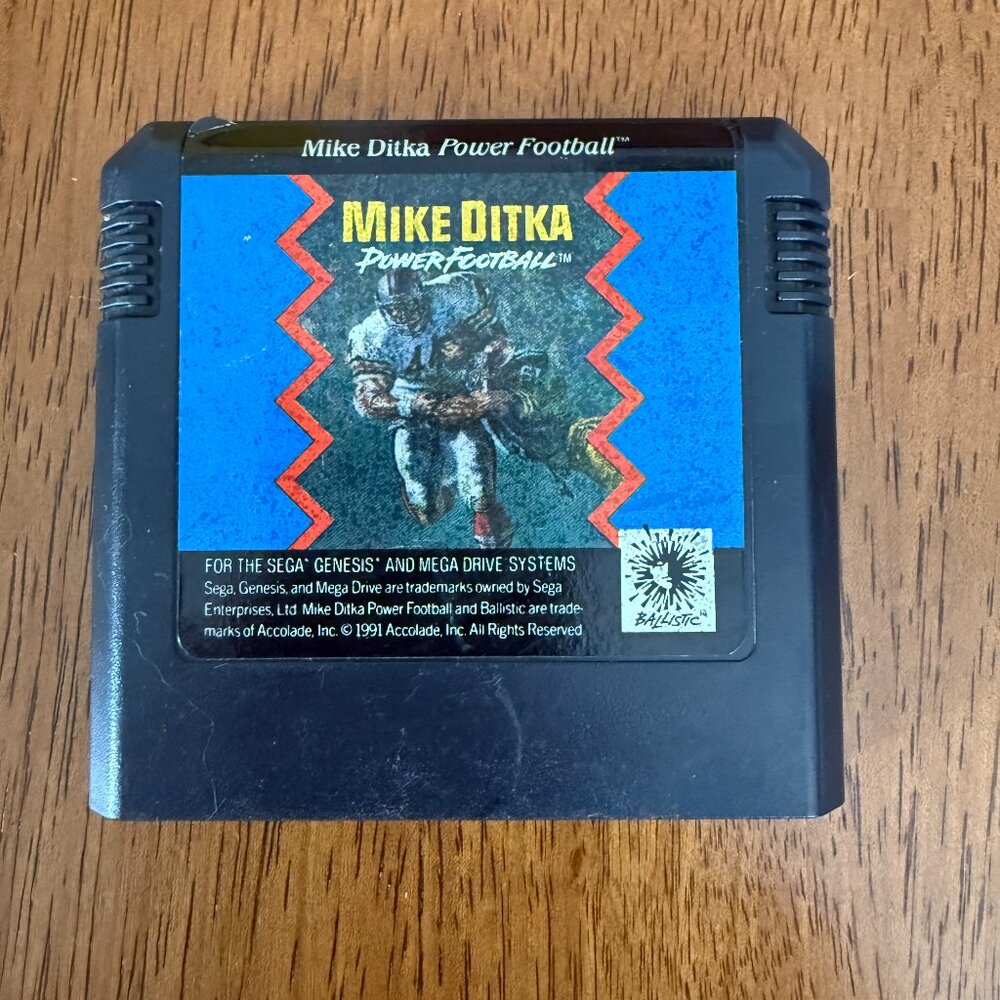 Mike Ditka Power Football™
MIKE DITKA
POWER FOOTBALL™
FOR THE SEGA® GENESIS® AND MEGA DRIVE SYSTEMS
Sega, Genesis, and Mega Drive are trademarks owned by Sega
Enterprises, Ltd. Mike Ditka Power Football and Ballistic are trade-
marks of Accolade, Inc. © 1991 Accolade, Inc. All Rights Reserved
BALLISTIC™